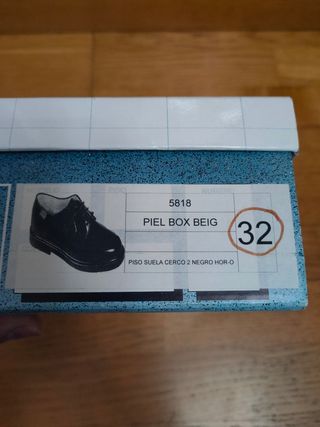 5818
PIEL BOX BEIG
32
PISO SUELA CERCO 2 NEGRO HOR-O